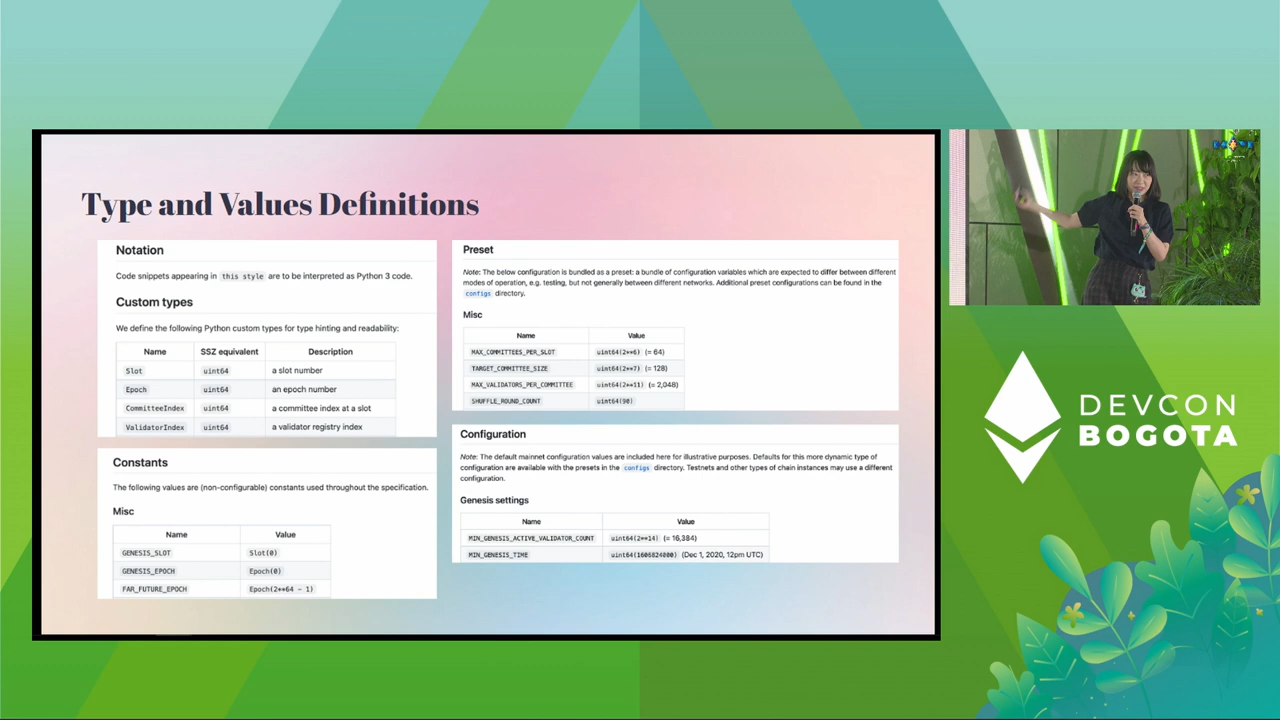 Type and Values Definitions
Notation
Code snippets appearing in this style are to be interpreted as Python 3 code.
Custom types
We define the following Python custom types for type hinting and readability:
Name SSZ equivalent Description
Slot uint64 a slot number
Epoch uint64 an epoch number
CommitteeIndex uint64 a committee index at a slot
ValidatorIndex uint64 a validator registry index
Constants
The following values are (non-configurable) constants used throughout the specification.
Misc
Name Value
GENESIS_SLOT Slot(0)
GENESIS_EPOCH Epoch(0)
FAR_FUTURE_EPOCH Epoch(2**64 - 1)
Preset
Note: The below configuration is bundled as a preset: a bundle of configuration variables which are expected to differ between different
modes of operation, e.g. testing, but not generally between different networks. Additional preset configurations can be found in the
configs directory.
Misc
Name Value
MAX_COMMITTEES_PER_SLOT uint64(2**6) (= 64)
TARGET_COMMITTEE_SIZE uint64(2**7) (= 128)
MAX_VALIDATORS_PER_COMMITTEE uint64(2**11) (= 2,048)
SHUFFLE_ROUND_COUNT uint64(90)
Configuration
Note: The default mainnet configuration values are included here for illustrative purposes. Defaults for this more dynamic type of
configuration are available with the presets in the configs directory. Testnets and other types of chain instances may use a different
configuration.
Genesis settings
Name Value
MIN_GENESIS_ACTIVE_VALIDATOR_COUNT uint64(2**14) (= 16,384)
MIN_GENESIS_TIME uint64(1606824000) (Dec 1, 2020, 12pm UTC)
DEVCON
BOGOTA